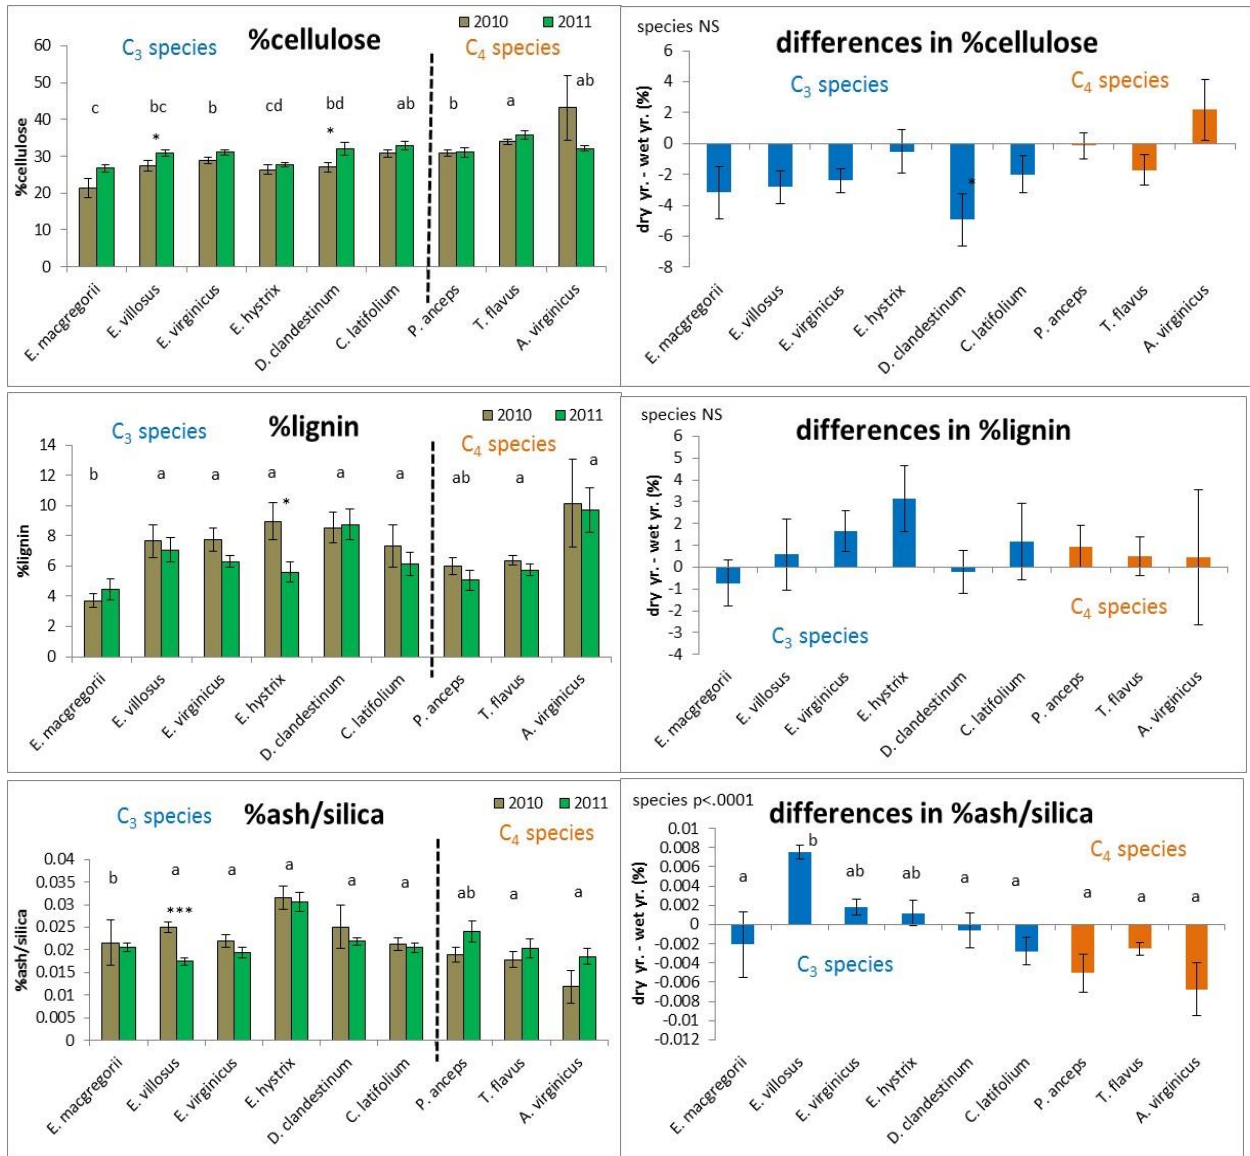 %cellulose
2010 2011
C3 species
C4 species
%cellulose
60
50
40
30
20
10
0
c bc b cd bd ab b a ab
* *
E. macgregorii
E. villosus
E. virginicus
E. hystrix
D. clandestinum
C. latifolium
P. anceps
T. flavus
A. virginicus
species NS
differences in %cellulose
C3 species
C4 species
dry yr. - wet yr. (%)
6
4
2
0
-2
-4
-6
-8
*
E. macgregorii
E. villosus
E. virginicus
E. hystrix
D. clandestinum
C. latifolium
P. anceps
T. flavus
A. virginicus
%lignin
2010 2011
C3 species
C4 species
%lignin
14
12
10
8
6
4
2
0
b a a a a a ab a a
*
E. macgregorii
E. villosus
E. virginicus
E. hystrix
D. clandestinum
C. latifolium
P. anceps
T. flavus
A. virginicus
species NS
differences in %lignin
dry yr. - wet yr. (%)
6
5
4
3
2
1
0
-1
-2
-3
-4
C3 species
C4 species
E. macgregorii
E. villosus
E. virginicus
E. hystrix
D. clandestinum
C. latifolium
P. anceps
T. flavus
A. virginicus
%ash/silica
2010 2011
C3 species
C4 species
%ash/silica
0.04
0.035
0.03
0.025
0.02
0.015
0.01
0.005
0
b a a a a a ab a a
***
E. macgregorii
E. villosus
E. virginicus
E. hystrix
D. clandestinum
C. latifolium
P. anceps
T. flavus
A. virginicus
species p<.0001
differences in %ash/silica
C4 species
dry yr. - wet yr. (%)
0.01
0.008
0.006
0.004
0.002
0
-0.002
-0.004
-0.006
-0.008
-0.01
-0.012
a b ab ab a a a a a
C3 species
E. macgregorii
E. villosus
E. virginicus
E. hystrix
D. clandestinum
C. latifolium
P. anceps
T. flavus
A. virginicus